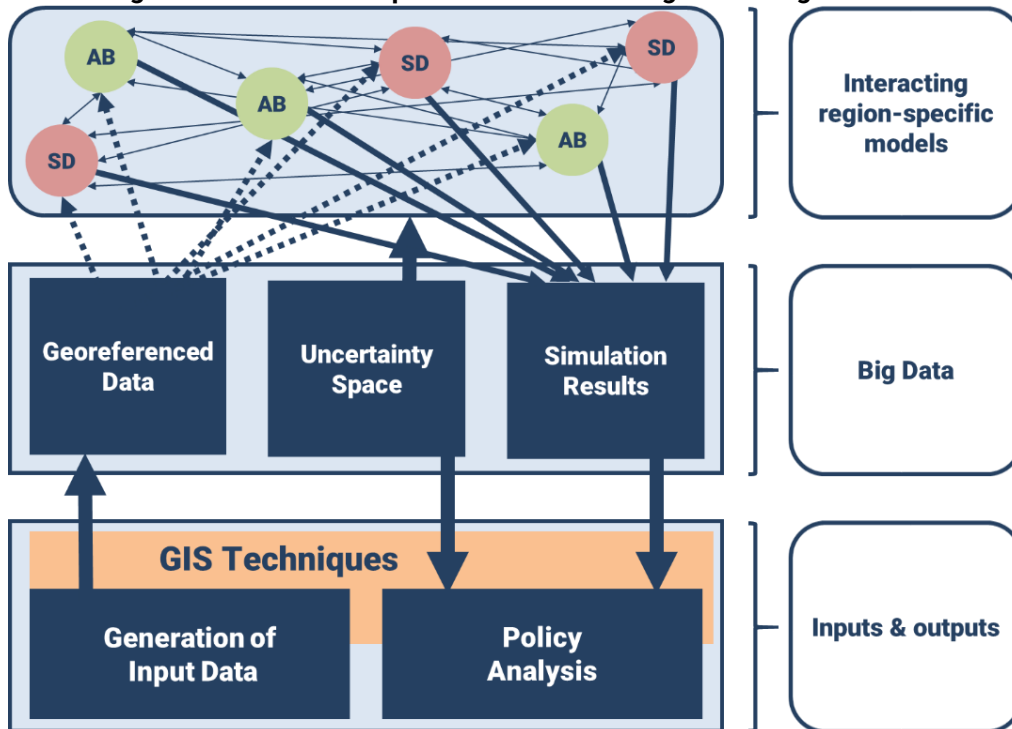 AB
SD
SD
AB
AB
SD
Interacting
region-specific
models
Georeferenced
Data
Uncertainty
Space
Simulation
Results
Big Data
GIS Techniques
Generation of
Input Data
Policy
Analysis
Inputs & outputs